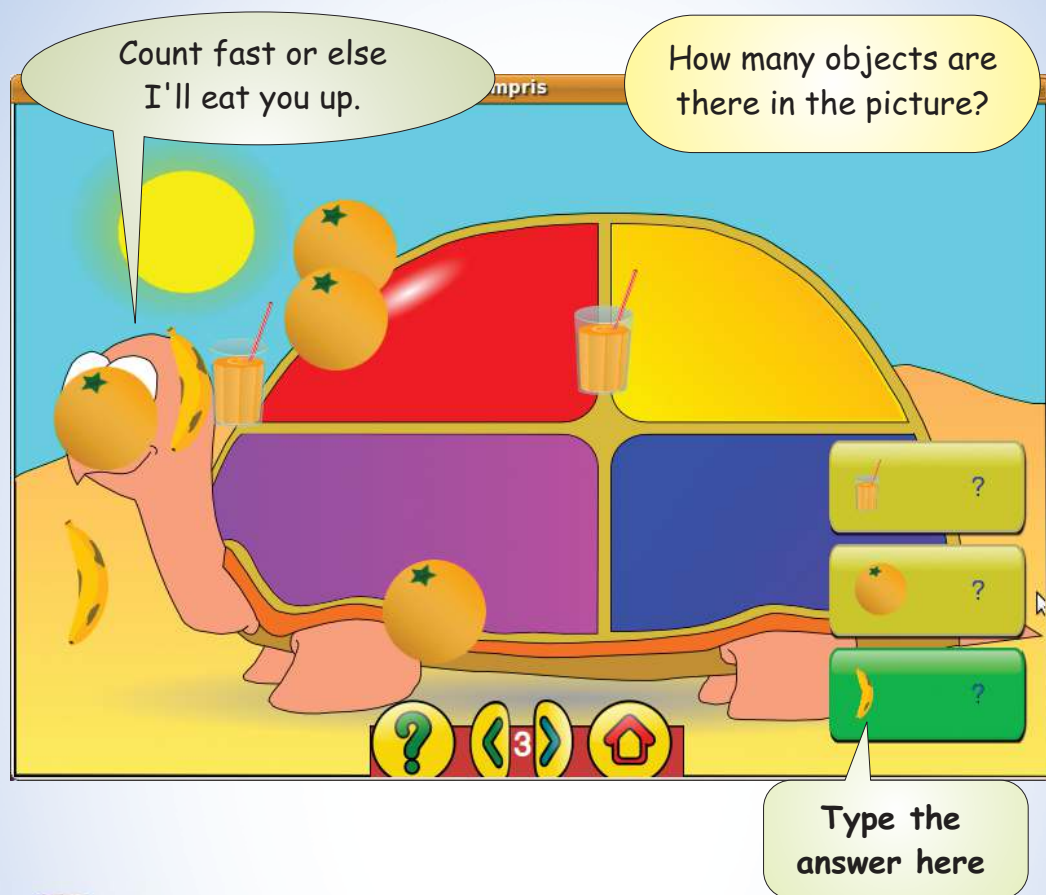 Count fast or else
I'll eat you up.
mpris
How many objects are
there in the picture?
?
?
?
?
3
Type the
answer here